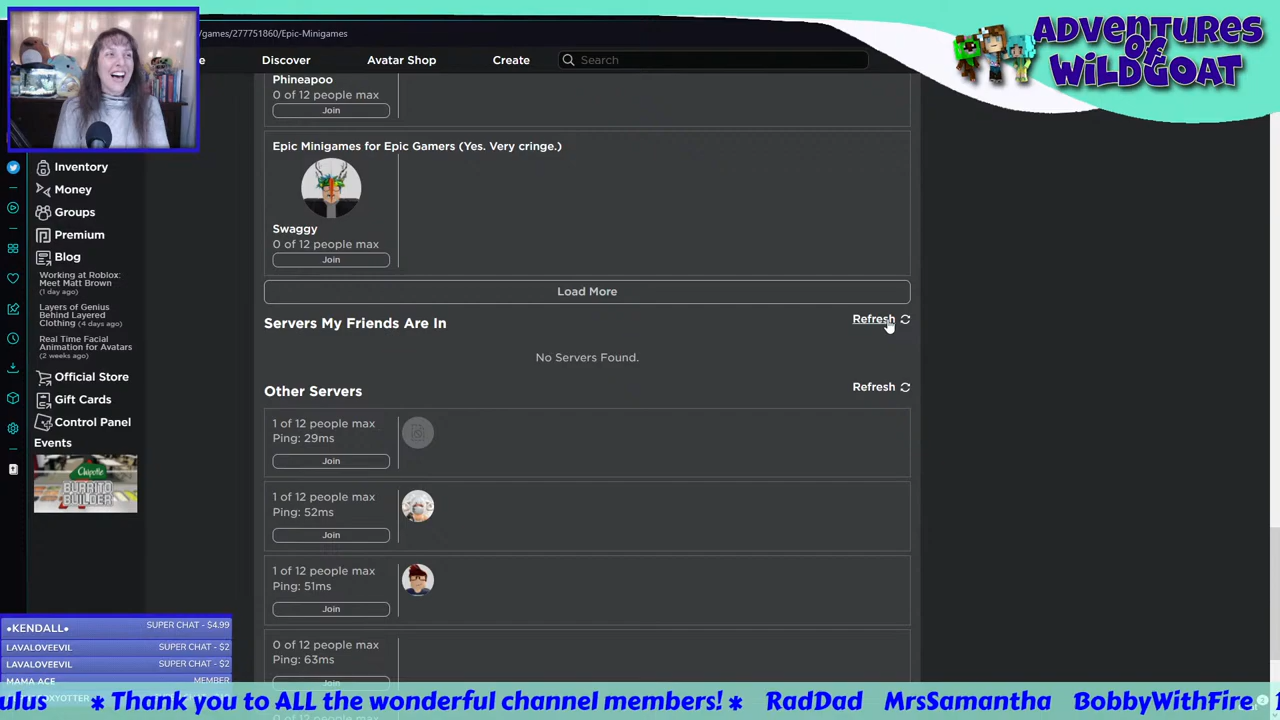 /games/277751860/Epic-Minigames
Discover
Avatar Shop
Create
Search
ADVENTURES
OF
WILDGOAT
Phineapoo
0 of 12 people max
Join
Epic Minigames for Epic Gamers (Yes. Very cringe.)
Swaggy
0 of 12 people max
Join
Load More
Servers My Friends Are In
Refresh
No Servers Found.
Other Servers
Refresh
1 of 12 people max
Ping: 29ms
Join
1 of 12 people max
Ping: 52ms
Join
1 of 12 people max
Ping: 51ms
Join
0 of 12 people max
Ping: 63ms
Inventory
Money
Groups
Premium
Blog
Working at Roblox:
Meet Matt Brown
(1 day ago)
Layers of Genius
Behind Layered
Clothing (4 days ago)
Real Time Facial
Animation for Avatars
(2 weeks ago)
Official Store
Gift Cards
Control Panel
Events
Chipotle
BURRITO
BUILDER
•KENDALL• SUPER CHAT - $4.99
LAVALOVEEVIL SUPER CHAT - $2
LAVALOVEEVIL SUPER CHAT - $2
MAMA ACE MEMBER
ulus * Thank you to ALL the wonderful channel members! * RadDad MrsSamantha BobbyWithFire